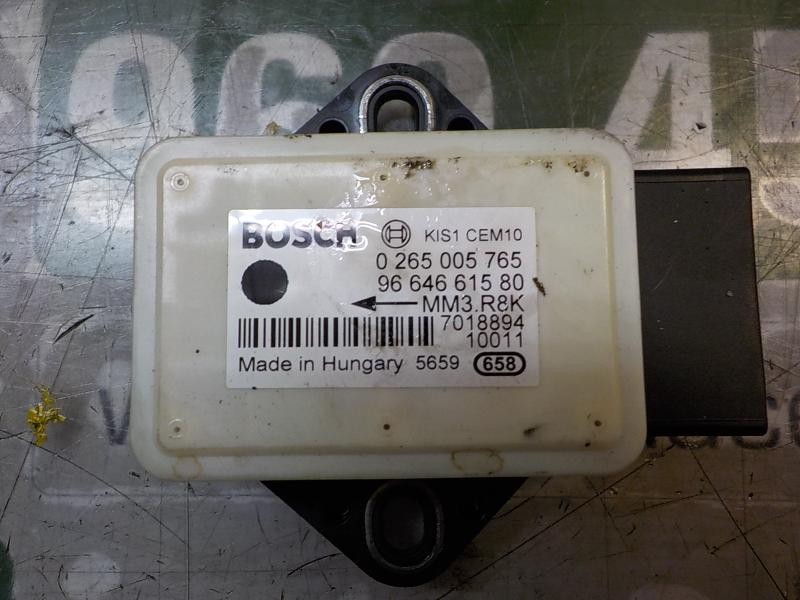 BOSCH KIS1 CEM10
0 265 005 765
96 646 615 80
MM3.R8K
7018894
10011
Made in Hungary 5659 658